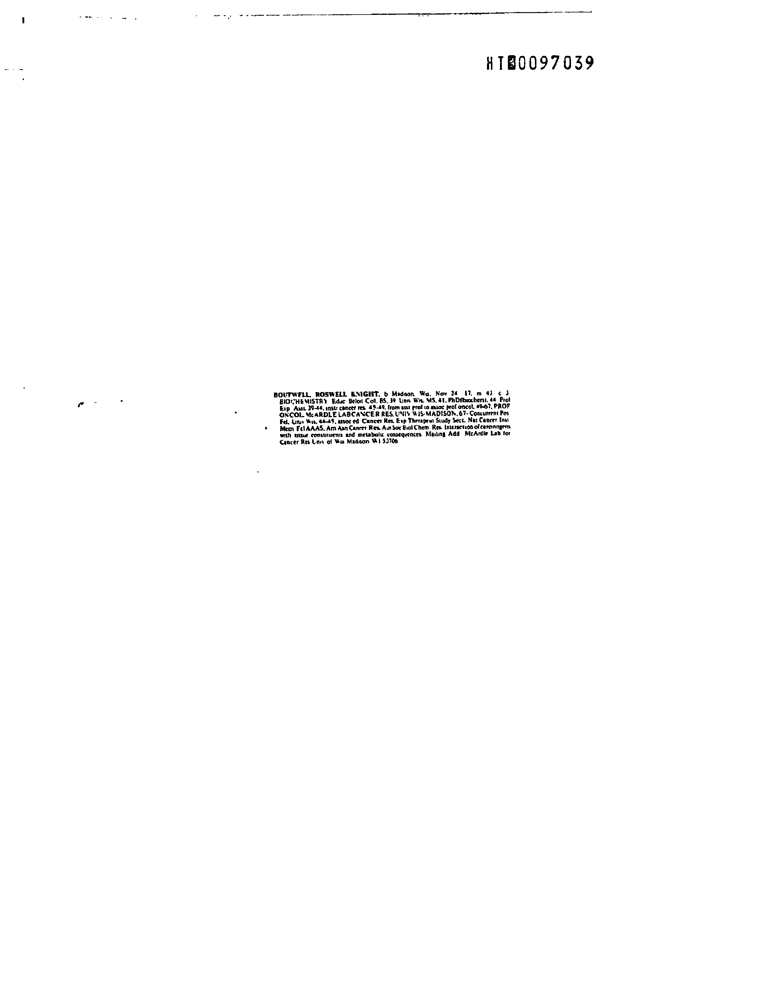 0097039
BOUTWELL, ROSWELL KNIGHT, b Madison, Wis, Nov 24, 17, m 43, c 3
BIOCHEMISTRY Educ Beloit Col, BS, 39 Univ Wis, MS, 41, PhD(biochem), 44 Prof
Exp Asst, 39-44, instr cancer res, 45-49, from asst prof to assoc prof oncol, 49-67, PROF
ONCOL, McARDLE LAB CANCER RES, UNIV WIS-MADISON, 67- Concurrent Pos
Fel, Univ Wis, 44-45, assoc ed Cancer Res, Exp Therapeut Study Sect, Nat Cancer Inst
Mem Fel AAAS, Am Asn Cancer Res, Am Soc Biol Chem Res Interaction of carcinogens
with tissue constituents and metabolic consequences Mailing Add McArdle Lab for
Cancer Res Univ of Wis Madison WI 53706